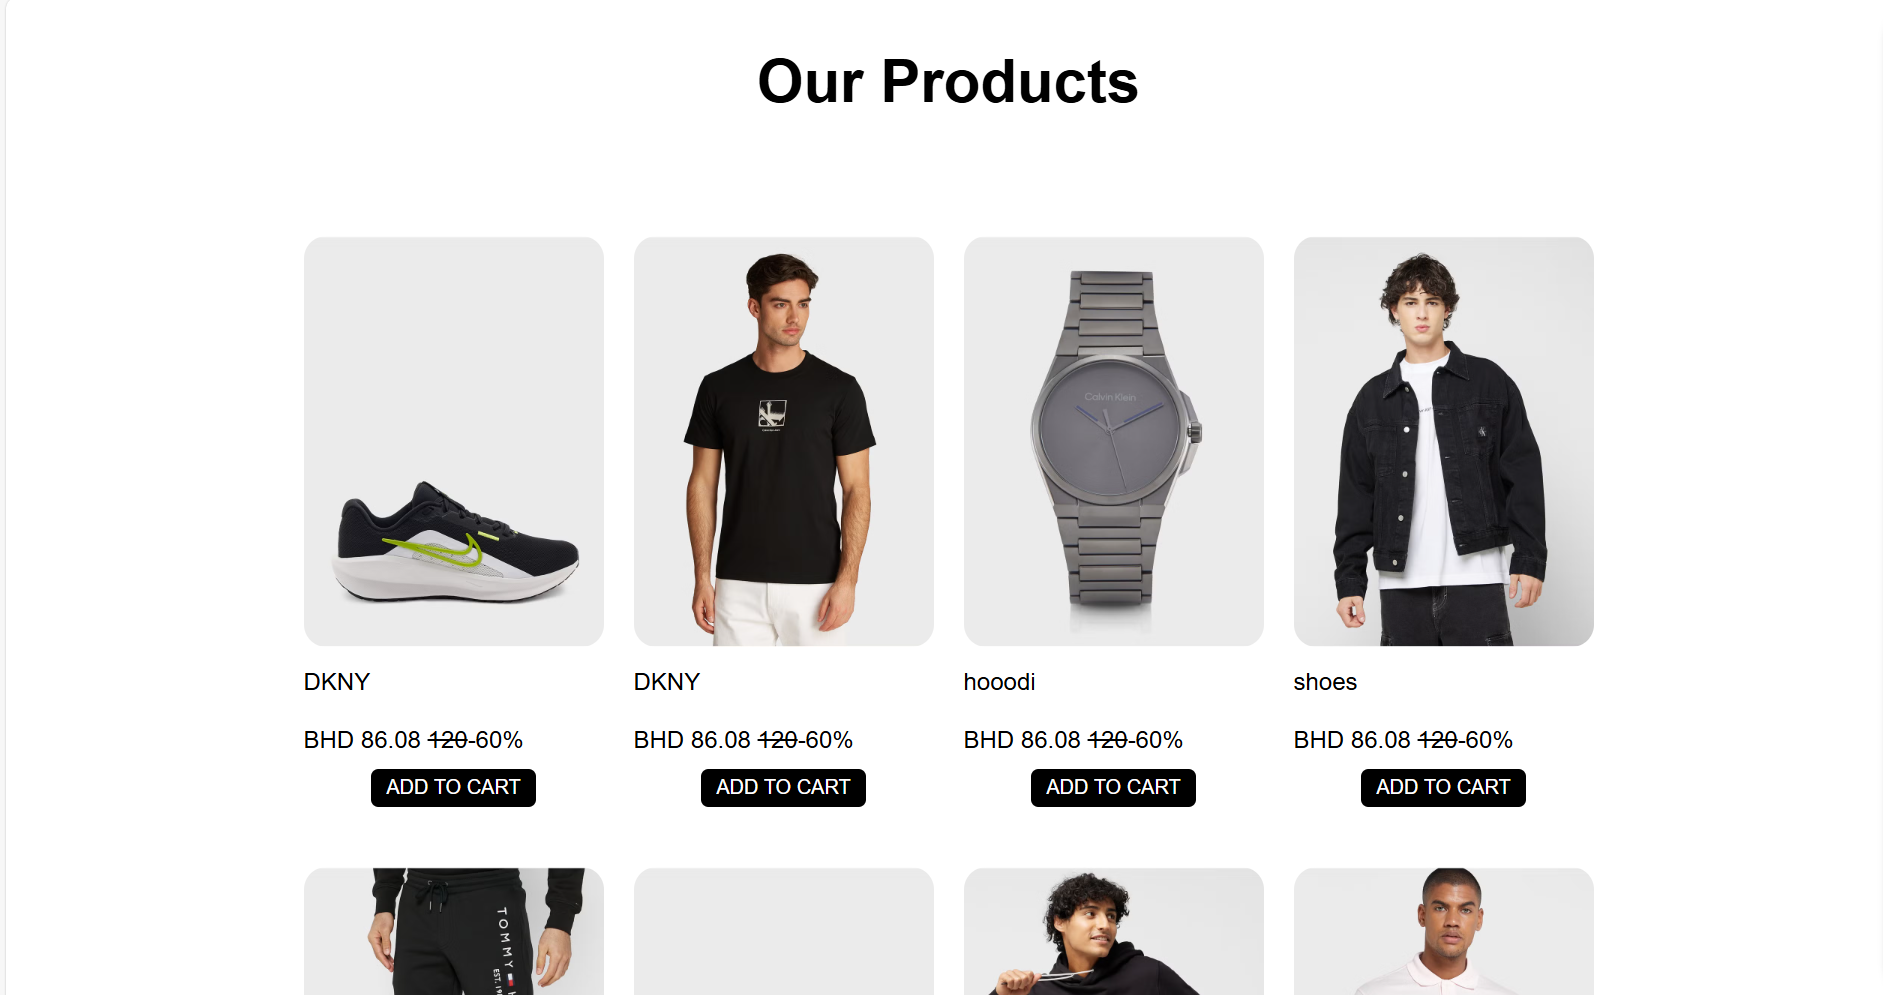 Our Products
Calvin Klein
DKNY
DKNY
hooodi
shoes
BHD 86.08 120-60%
BHD 86.08 120-60%
BHD 86.08 120-60%
BHD 86.08 120-60%
ADD TO CART
ADD TO CART
ADD TO CART
ADD TO CART
TOMMY
EST. 19